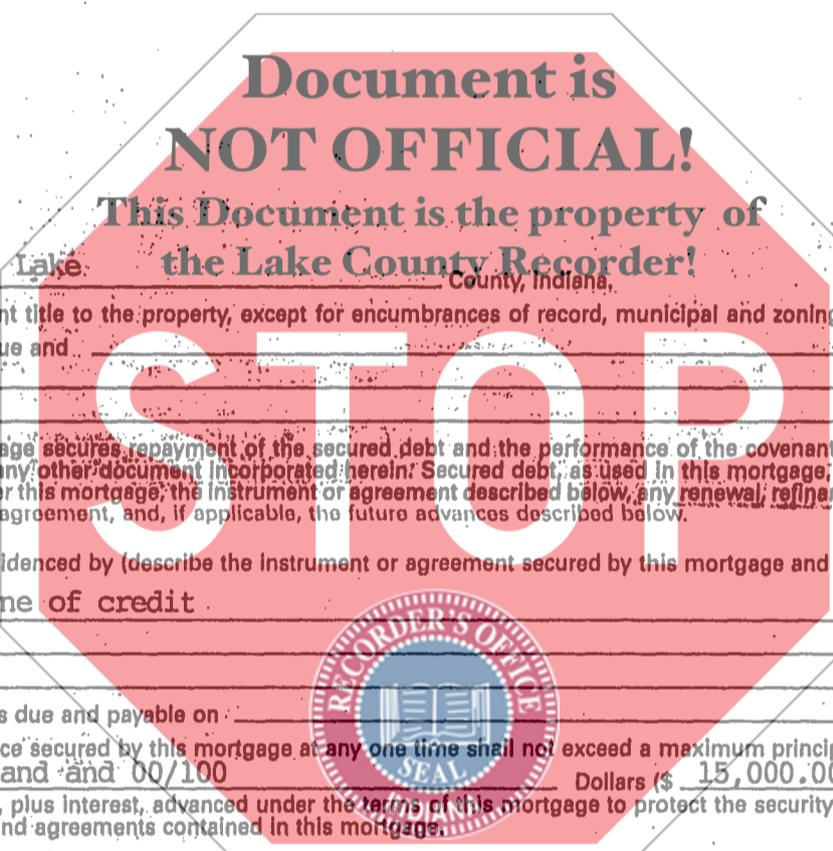 Document is
NOT OFFICIAL!
This Document is the property of
the Lake County Recorder!
Lake
County, Indiana,
nt title to the property, except for encumbrances of record, municipal and zoning
ue and
STOP
age secures repayment of the secured debt and the performance of the covenant
any other document incorporated herein. Secured debt, as used in this mortgage,
r this mortgage, the instrument or agreement described below, any renewal, refina
agreement, and, if applicable, the future advances described below.
idenced by (describe the instrument or agreement secured by this mortgage and
ne of credit
RECORDER'S OFFICE
SEAL
INDIANA
s due and payable on
ce secured by this mortgage at any one time shall not exceed a maximum princi
and and 00/100 Dollars ($ 15,000.00
, plus interest, advanced under the terms of this mortgage to protect the security
nd agreements contained in this mortgage.